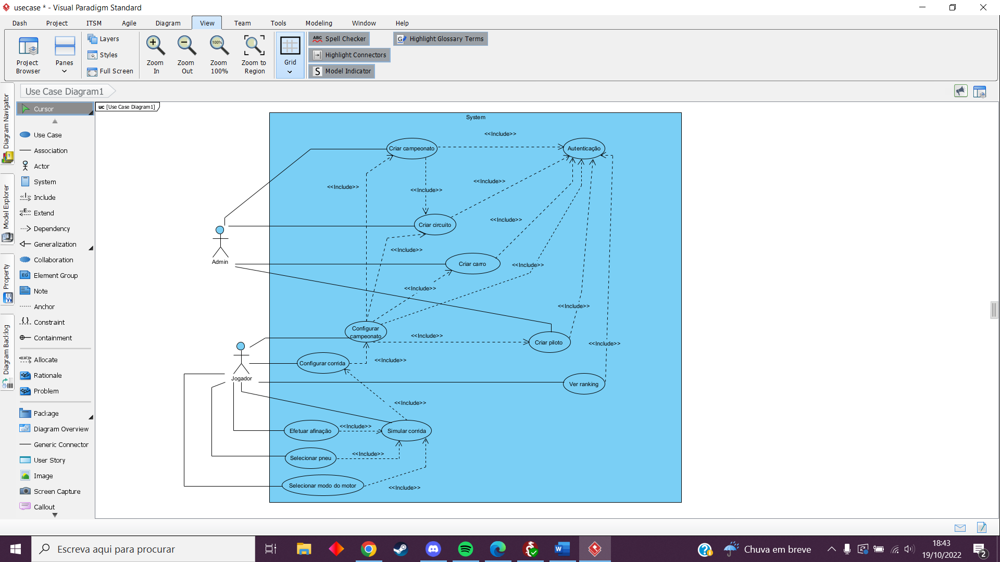 usecase * - Visual Paradigm Standard
Dash Project ITSM Agile Diagram View Team Tools Modeling Window Help
Project Browser
Panes
Layers
Styles
Full Screen
Zoom In
Zoom Out
100%
Zoom 100%
Zoom to Region
Grid
ABC Spell Checker
Highlight Connectors
S Model Indicator
G Highlight Glossary Terms
Use Case Diagram1
Diagram Navigator
Model Explorer
Property
Diagram Backlog
Cursor
Use Case
Association
Actor
System
Include
Extend
Dependency
Generalization
Collaboration
EG Element Group
Note
Anchor
Constraint
Containment
Allocate
Rationale
Problem
Package
Diagram Overview
Generic Connector
User Story
Image
Screen Capture
Callout
uc [Use Case Diagram1]
System
<<Include>>
Criar campeonato
Autenticação
<<Include>>
<<Include>>
<<Include>>
Criar circuito
<<Include>>
<<Include>>
Admin
Criar carro
<<Include>>
<<Include>>
<<Include>>
Configurar
campeonato
<<Include>>
Criar piloto
<<Include>>
Configurar corrida
<<Include>>
Jogador
Ver ranking
<<Include>>
Efetuar afinação
<<Include>>
Simular corrida
Selecionar pneu
<<Include>>
Selecionar modo do motor
<<Include>>
Escreva aqui para procurar
Chuva em breve
18:43
19/10/2022
2